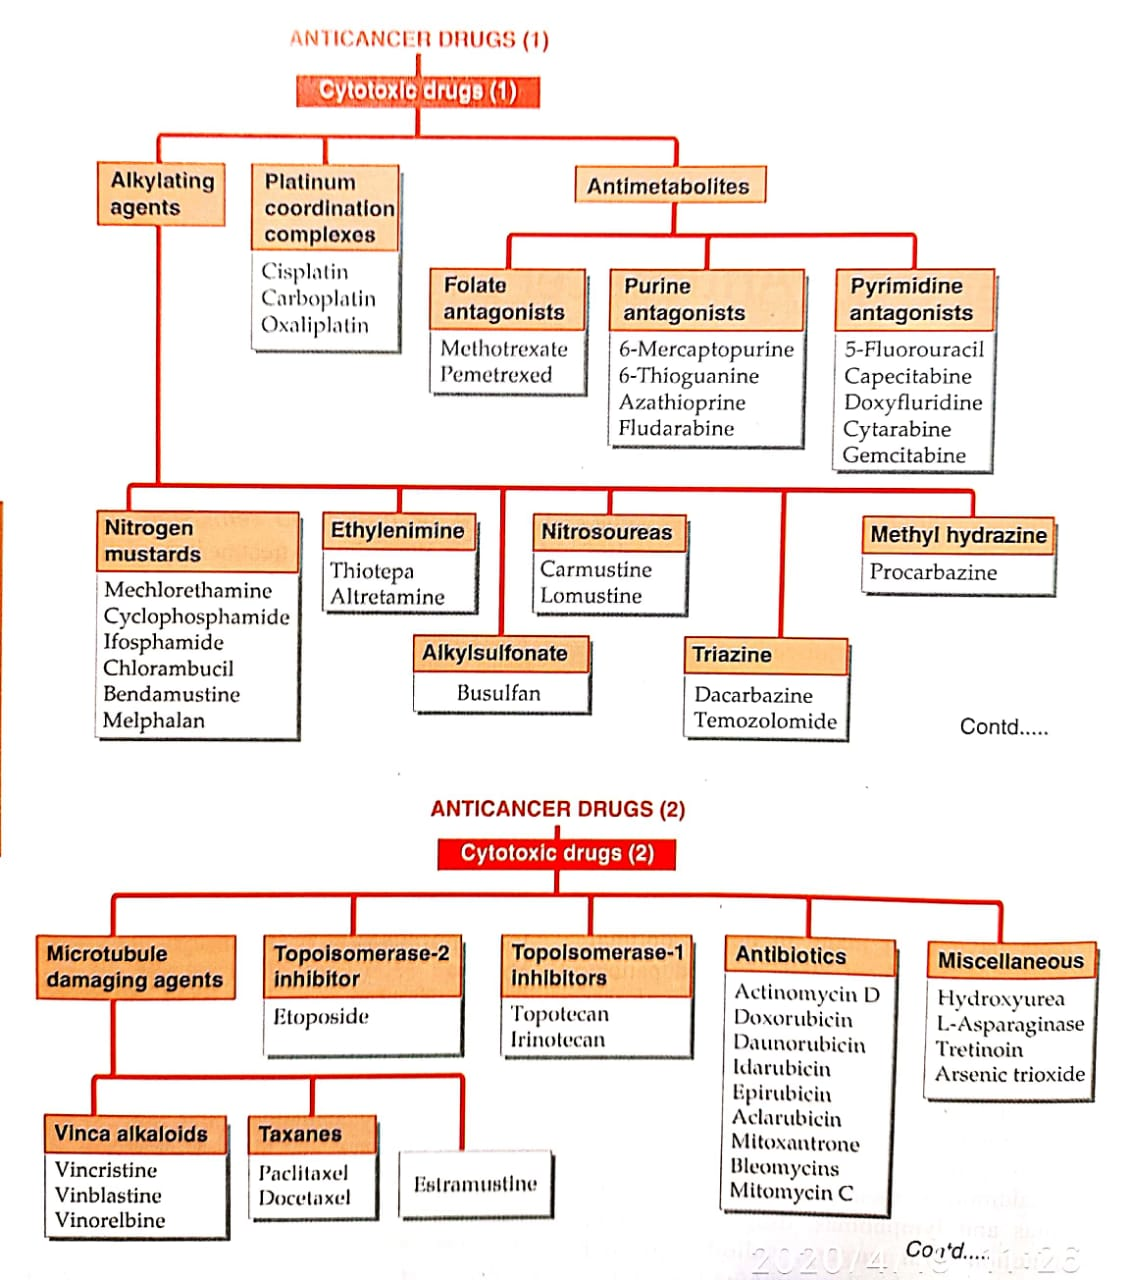 ANTICANCER DRUGS (1)
Cytotoxic drugs (1)
Alkylating
agents
Platinum
coordination
complexes
Cisplatin
Carboplatin
Oxaliplatin
Antimetabolites
Folate
antagonists
Methotrexate
Pemetrexed
Purine
antagonists
6-Mercaptopurine
6-Thioguanine
Azathioprine
Fludarabine
Pyrimidine
antagonists
5-Fluorouracil
Capecitabine
Doxyfluridine
Cytarabine
Gemcitabine
Nitrogen
mustards
Mechlorethamine
Cyclophosphamide
Ifosphamide
Chlorambucil
Bendamustine
Melphalan
Ethylenimine
Thiotepa
Altretamine
Alkylsulfonate
Busulfan
Nitrosoureas
Carmustine
Lomustine
Triazine
Dacarbazine
Temozolomide
Methyl hydrazine
Procarbazine
Contd.....
ANTICANCER DRUGS (2)
Cytotoxic drugs (2)
Microtubule
damaging agents
Topoisomerase-2
inhibitor
Etoposide
Topoisomerase-1
inhibitors
Topotecan
Irinotecan
Antibiotics
Actinomycin D
Doxorubicin
Daunorubicin
Idarubicin
Epirubicin
Aclarubicin
Mitoxantrone
Bleomycins
Mitomycin C
Miscellaneous
Hydroxyurea
L-Asparaginase
Tretinoin
Arsenic trioxide
Vinca alkaloids
Vincristine
Vinblastine
Vinorelbine
Taxanes
Paclitaxel
Docetaxel
Estramustine
Contd.....